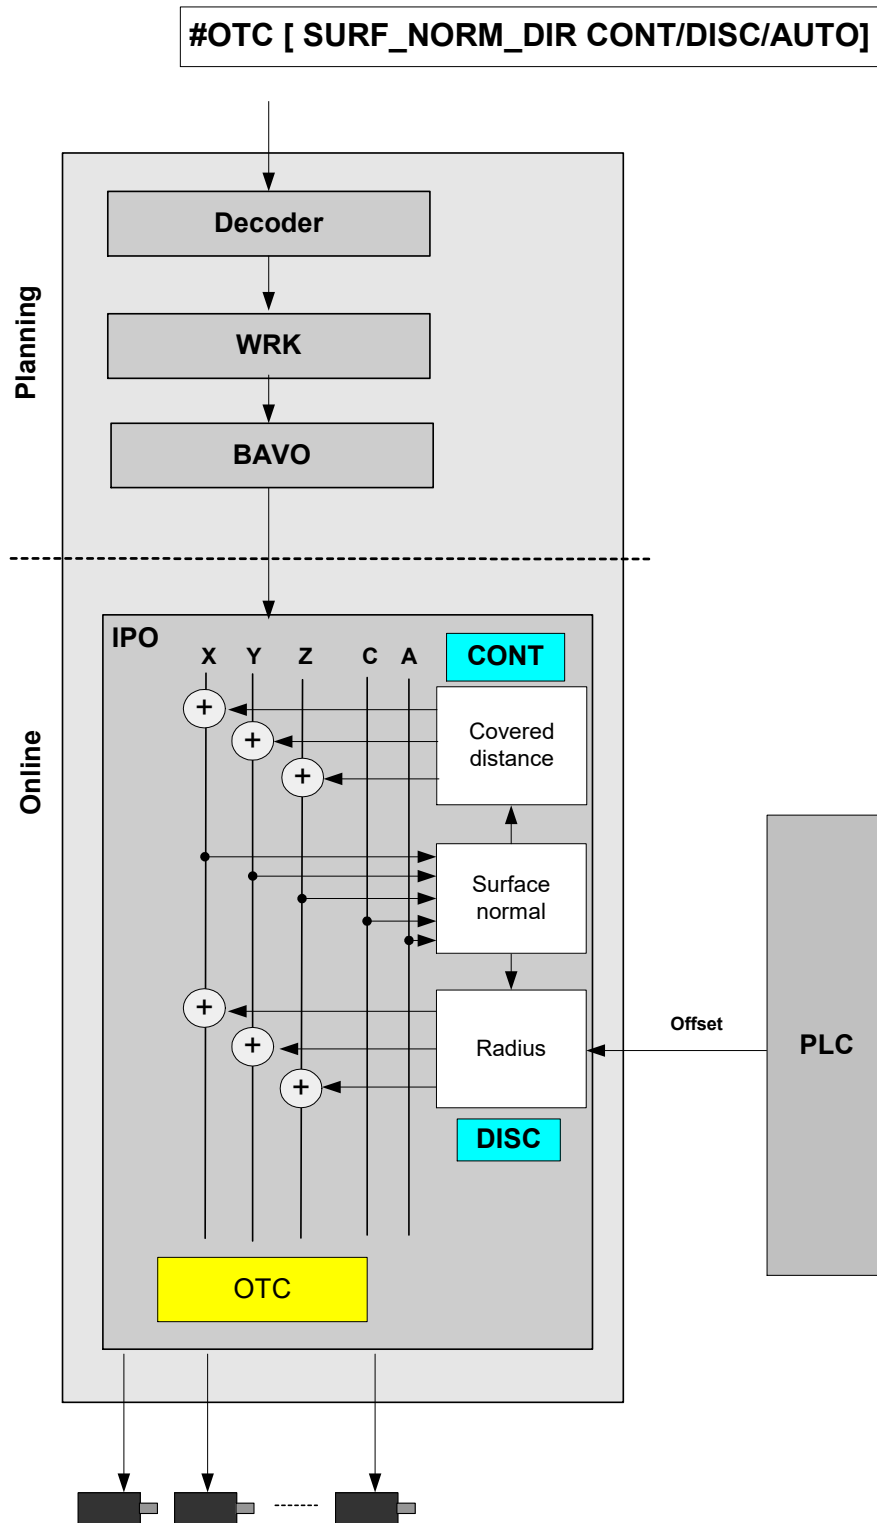 #OTC [ SURF_NORM_DIR CONT/DISC/AUTO]
Planning
Decoder
WRK
BAVO
Online
IPO
X Y Z C A
CONT
+
+
+
Covered
distance
Surface
normal
+
+
+
Radius
Offset
PLC
DISC
OTC